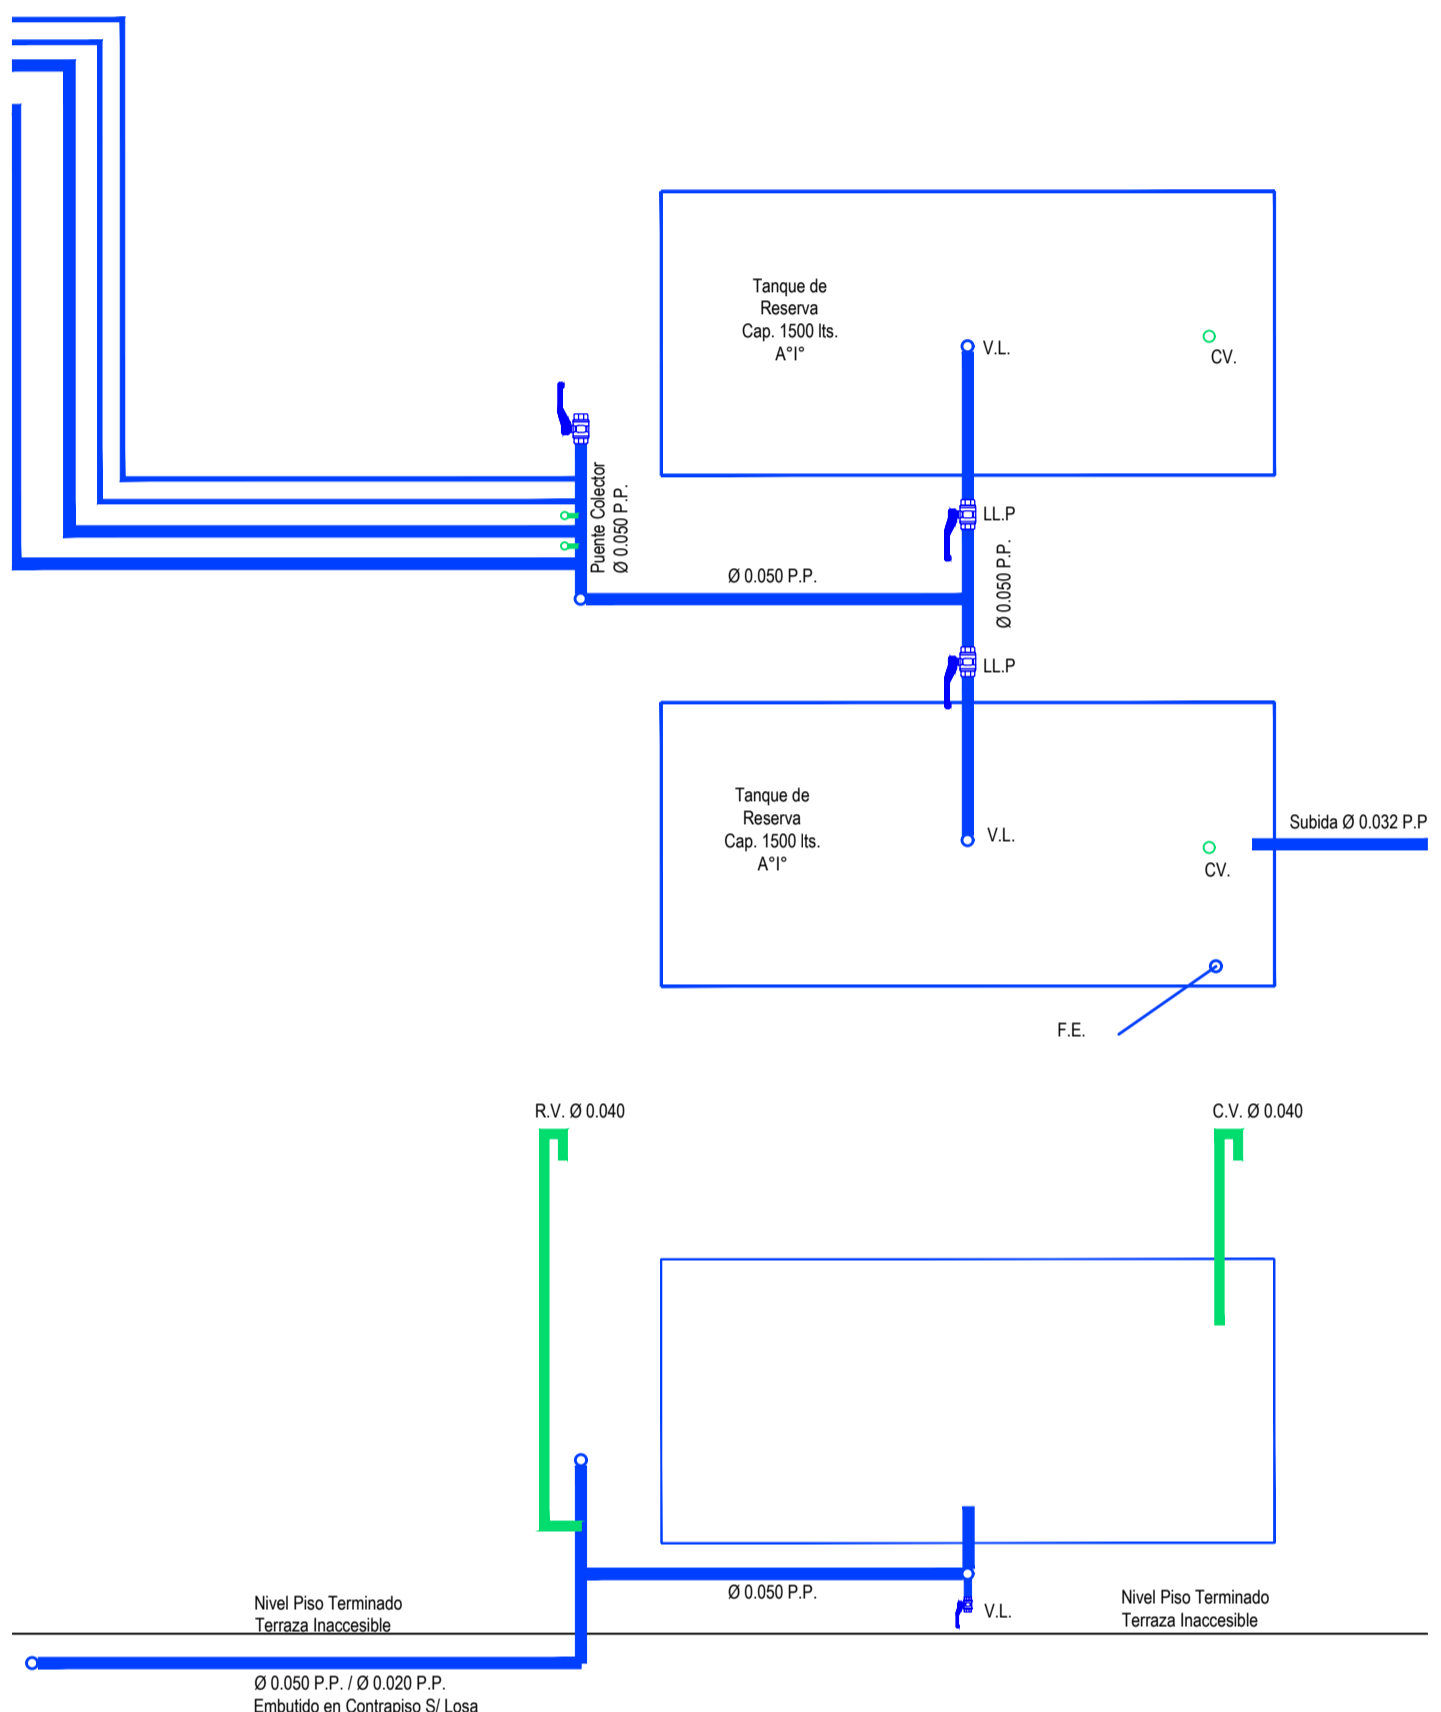 Tanque de
Reserva
Cap. 1500 lts.
A°I°
V.L.
CV.
Puente Colector
Ø 0.050 P.P.
LL.P
Ø 0.050 P.P.
Ø 0.050 P.P.
LL.P
Tanque de
Reserva
Cap. 1500 lts.
A°I°
V.L.
CV.
Subida Ø 0.032 P.P
F.E.
R.V. Ø 0.040
C.V. Ø 0.040
Ø 0.050 P.P.
V.L.
Nivel Piso Terminado
Terraza Inaccesible
Nivel Piso Terminado
Terraza Inaccesible
Ø 0.050 P.P. / Ø 0.020 P.P.
Embutido en Contrapiso S/ Losa